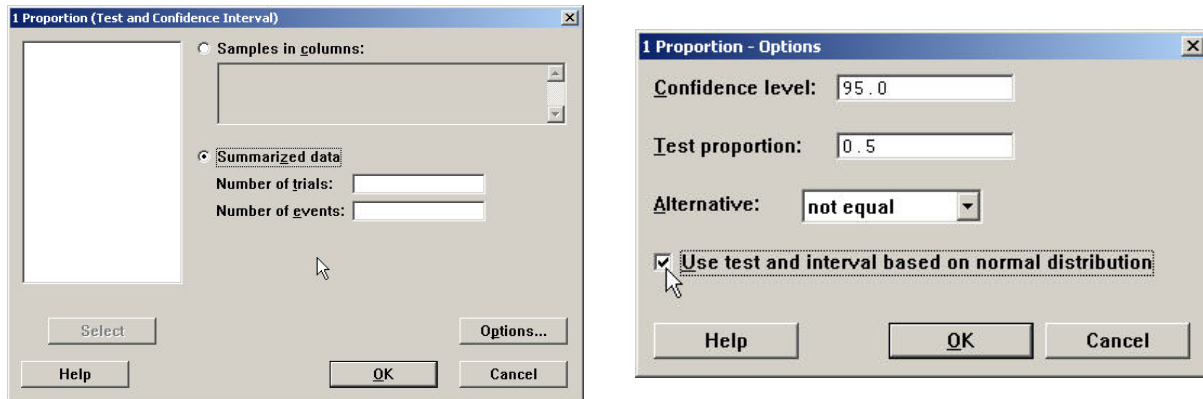 1 Proportion (Test and Confidence Interval)
Samples in columns:
Summarized data
Number of trials:
Number of events:
Select
Options...
Help
OK
Cancel
1 Proportion - Options
Confidence level: 95.0
Test proportion: 0.5
Alternative: not equal
Use test and interval based on normal distribution
Help
OK
Cancel